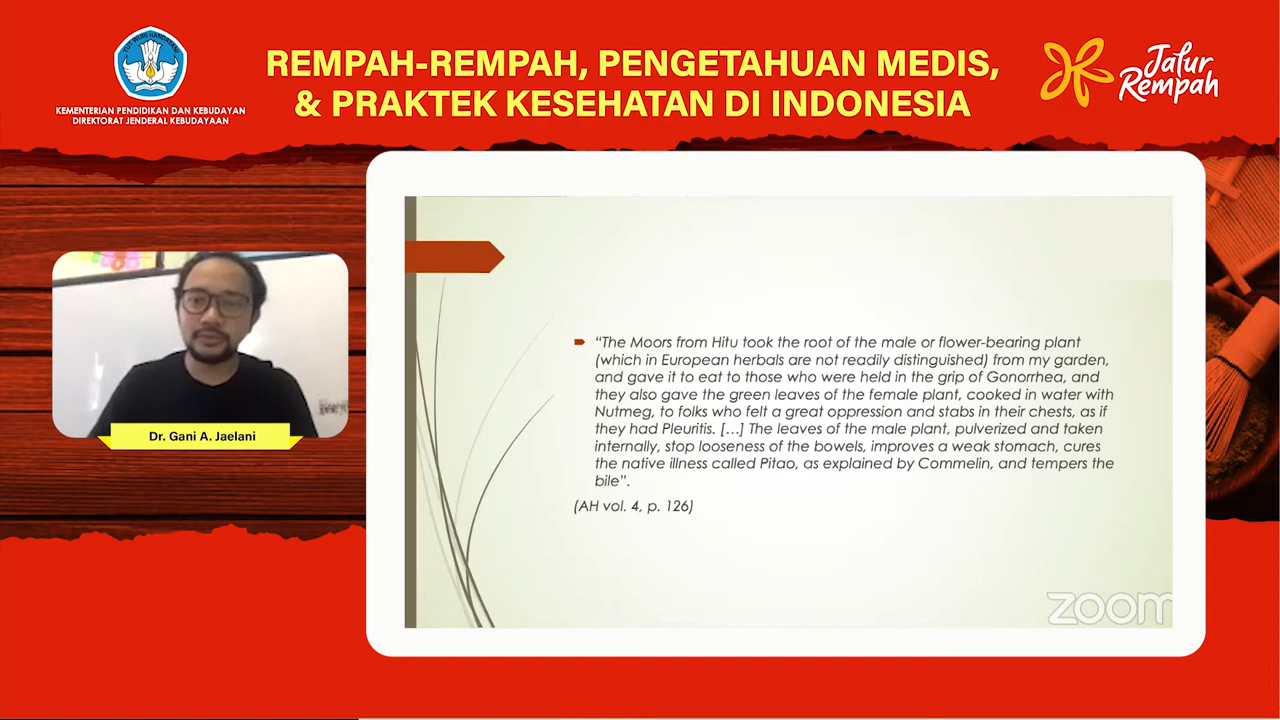 TUT WURI HANDAYANI
KEMENTERIAN PENDIDIKAN DAN KEBUDAYAN
DIREKTORAT JENDERAL KEBUDAYAAN
REMPAH-REMPAH, PENGETAHUAN MEDIS,
& PRAKTEK KESEHATAN DI INDONESIA
Jalur
Rempah
Dr. Gani A. Jaelani
“The Moors from Hitu took the root of the male or flower-bearing plant
(which in European herbals are not readily distinguished) from my garden,
and gave it to eat to those who were held in the grip of Gonorrhea, and
they also gave the green leaves of the female plant, cooked in water with
Nutmeg, to folks who felt a great oppression and stabs in their chests, as if
they had Pleuritis. […] The leaves of the male plant, pulverized and taken
internally, stop looseness of the bowels, improves a weak stomach, cures
the native illness called Pitao, as explained by Commelin, and tempers the
bile”.
(AH vol. 4, p. 126)
zoom